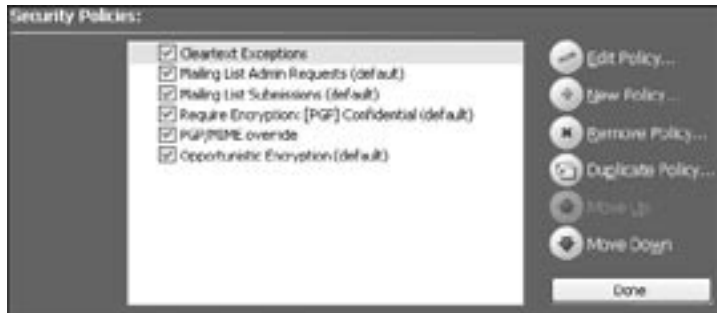 Security Policies:
Cleartext Exceptions
Mailing List Admin Requests (default)
Mailing List Submissions (default)
Require Encryption: [PGP] Confidential (default)
PGP/MIME override
Opportunistic Encryption (default)
Edit Policy...
New Policy...
Remove Policy...
Duplicate Policy...
Move Up
Move Down
Done